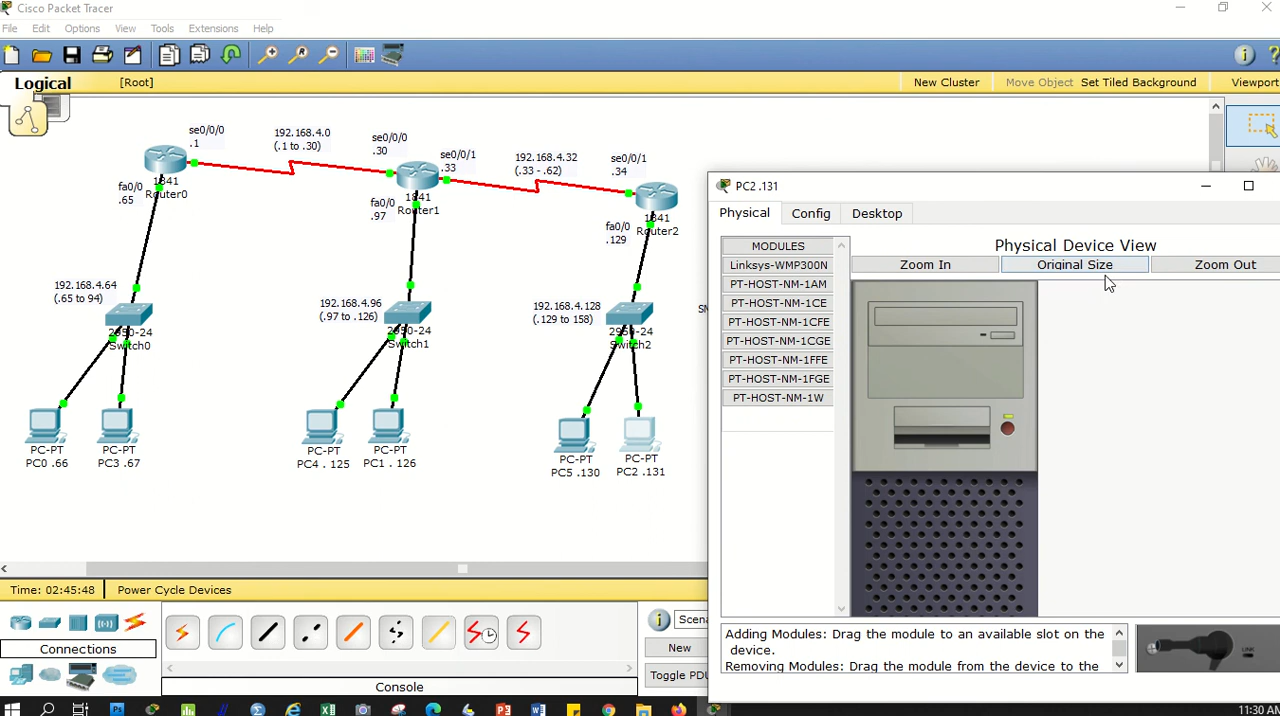 Cisco Packet Tracer
File Edit Options View Tools Extensions Help
Logical
[Root]
New Cluster
Move Object
Set Tiled Background
Viewport
se0/0/0
.1
192.168.4.0
(.1 to .30)
se0/0/0
.30
se0/0/1
.33
192.168.4.32
(.33 - .62)
se0/0/1
.34
1841
Router0
fa0/0
.65
1841
Router1
fa0/0
.97
1841
Router2
fa0/0
.129
192.168.4.64
(.65 to 94)
2950-24
Switch0
192.168.4.96
(.97 to .126)
2950-24
Switch1
192.168.4.128
(.129 to 158)
2950-24
Switch2
PC-PT
PC0 .66
PC-PT
PC3 .67
PC-PT
PC4 . 125
PC-PT
PC1 . 126
PC-PT
PC5 .130
PC-PT
PC2 .131
PC2 .131
Physical
Config
Desktop
MODULES
Linksys-WMP300N
PT-HOST-NM-1AM
PT-HOST-NM-1CE
PT-HOST-NM-1CFE
PT-HOST-NM-1CGE
PT-HOST-NM-1FFE
PT-HOST-NM-1FGE
PT-HOST-NM-1W
Physical Device View
Zoom In
Original Size
Zoom Out
Adding Modules: Drag the module to an available slot on the
device.
Removing Modules: Drag the module from the device to the
LINK
Time: 02:45:48
Power Cycle Devices
Connections
Console
Scena
New
Toggle PDU
11:30 AM